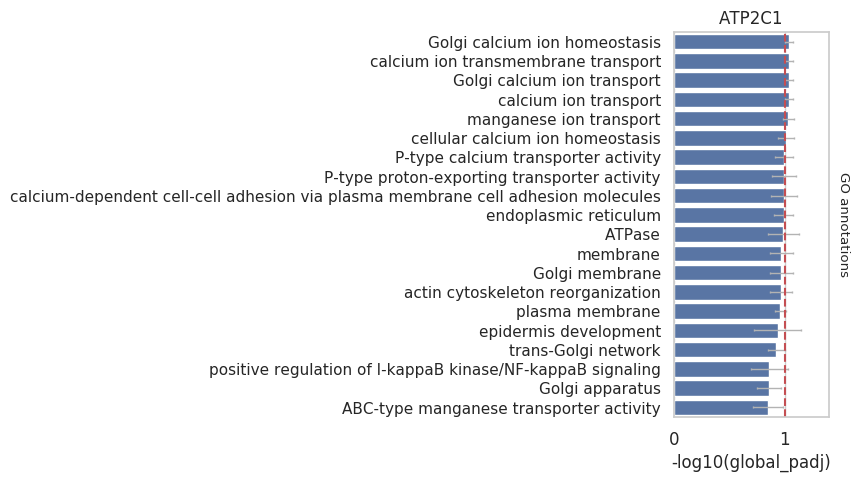 ATP2C1
Golgi calcium ion homeostasis
calcium ion transmembrane transport
Golgi calcium ion transport
calcium ion transport
manganese ion transport
cellular calcium ion homeostasis
P-type calcium transporter activity
P-type proton-exporting transporter activity
calcium-dependent cell-cell adhesion via plasma membrane cell adhesion molecules
endoplasmic reticulum
ATPase
membrane
Golgi membrane
actin cytoskeleton reorganization
plasma membrane
epidermis development
trans-Golgi network
positive regulation of I-kappaB kinase/NF-kappaB signaling
Golgi apparatus
ABC-type manganese transporter activity
GO annotations
0 1
-log10(global_padj)